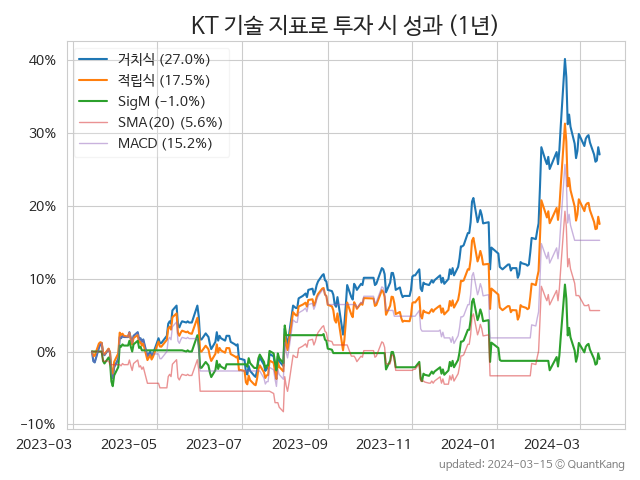 KT 기술 지표로 투자 시 성과 (1년)
거치식 (27.0%)
적립식 (17.5%)
SigM (−1.0%)
SMA(20) (5.6%)
MACD (15.2%)
40%
30%
20%
10%
0%
−10%
2023-03 2023-05 2023-07 2023-09 2023-11 2024-01 2024-03
updated: 2024-03-15 © QuantKang